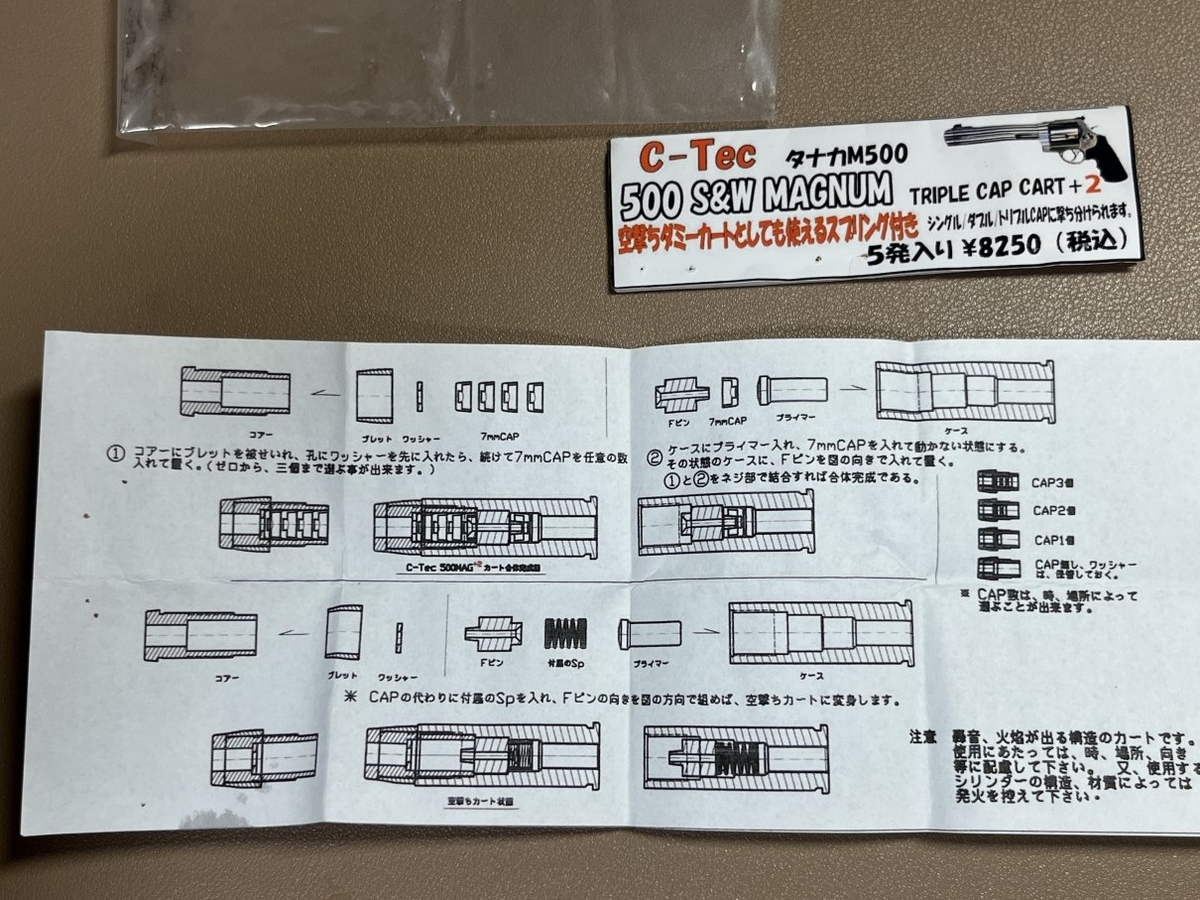 C-Tec タナカM500
500 S&W MAGNUM TRIPLE CAP CART+2
空撃ちダミーカートとしても使えるスプリング付き シングル/ダブル/トリプルCAPに撃ち分けられます。
5発入り ¥8250（税込）
コアー
ブレット ワッシャー 7mmCAP
Fピン 7mmCAP プライマー ケース
① コアーにブレットを被せいれ、孔にワッシャーを先に入れたら、続けて7mmCAPを任意の数
入れて置く。(ゼロから、三個まで選ぶ事が出来ます。)
② ケースにプライマー入れ、7mmCAPを入れて動かない状態にする。
その状態のケースに、Fピンを図の向きで入れて置く。
①と②をネジ部で結合すれば合体完成である。
C-Tec 500MAG+2 カート合体完成図
CAP3個
CAP2個
CAP1個
CAP無し、ワッシャー
は、任置しておく。
※ CAP数は、時、場所によって
選ぶことが出来ます。
コアー ブレット ワッシャー Fピン 付属のSp プライマー ケース
※ CAPの代わりに付属のSpを入れ、Fピンの向きを図の方向で組めば、空撃ちカートに変身します。
空撃ちカート状態
注意 轟音、火焔が出る構造のカートです。
使用にあたっては、時、場所、向き
等に配慮して下さい。 又、使用する
シリンダーの構造、材質によっては
発火を控えて下さい。